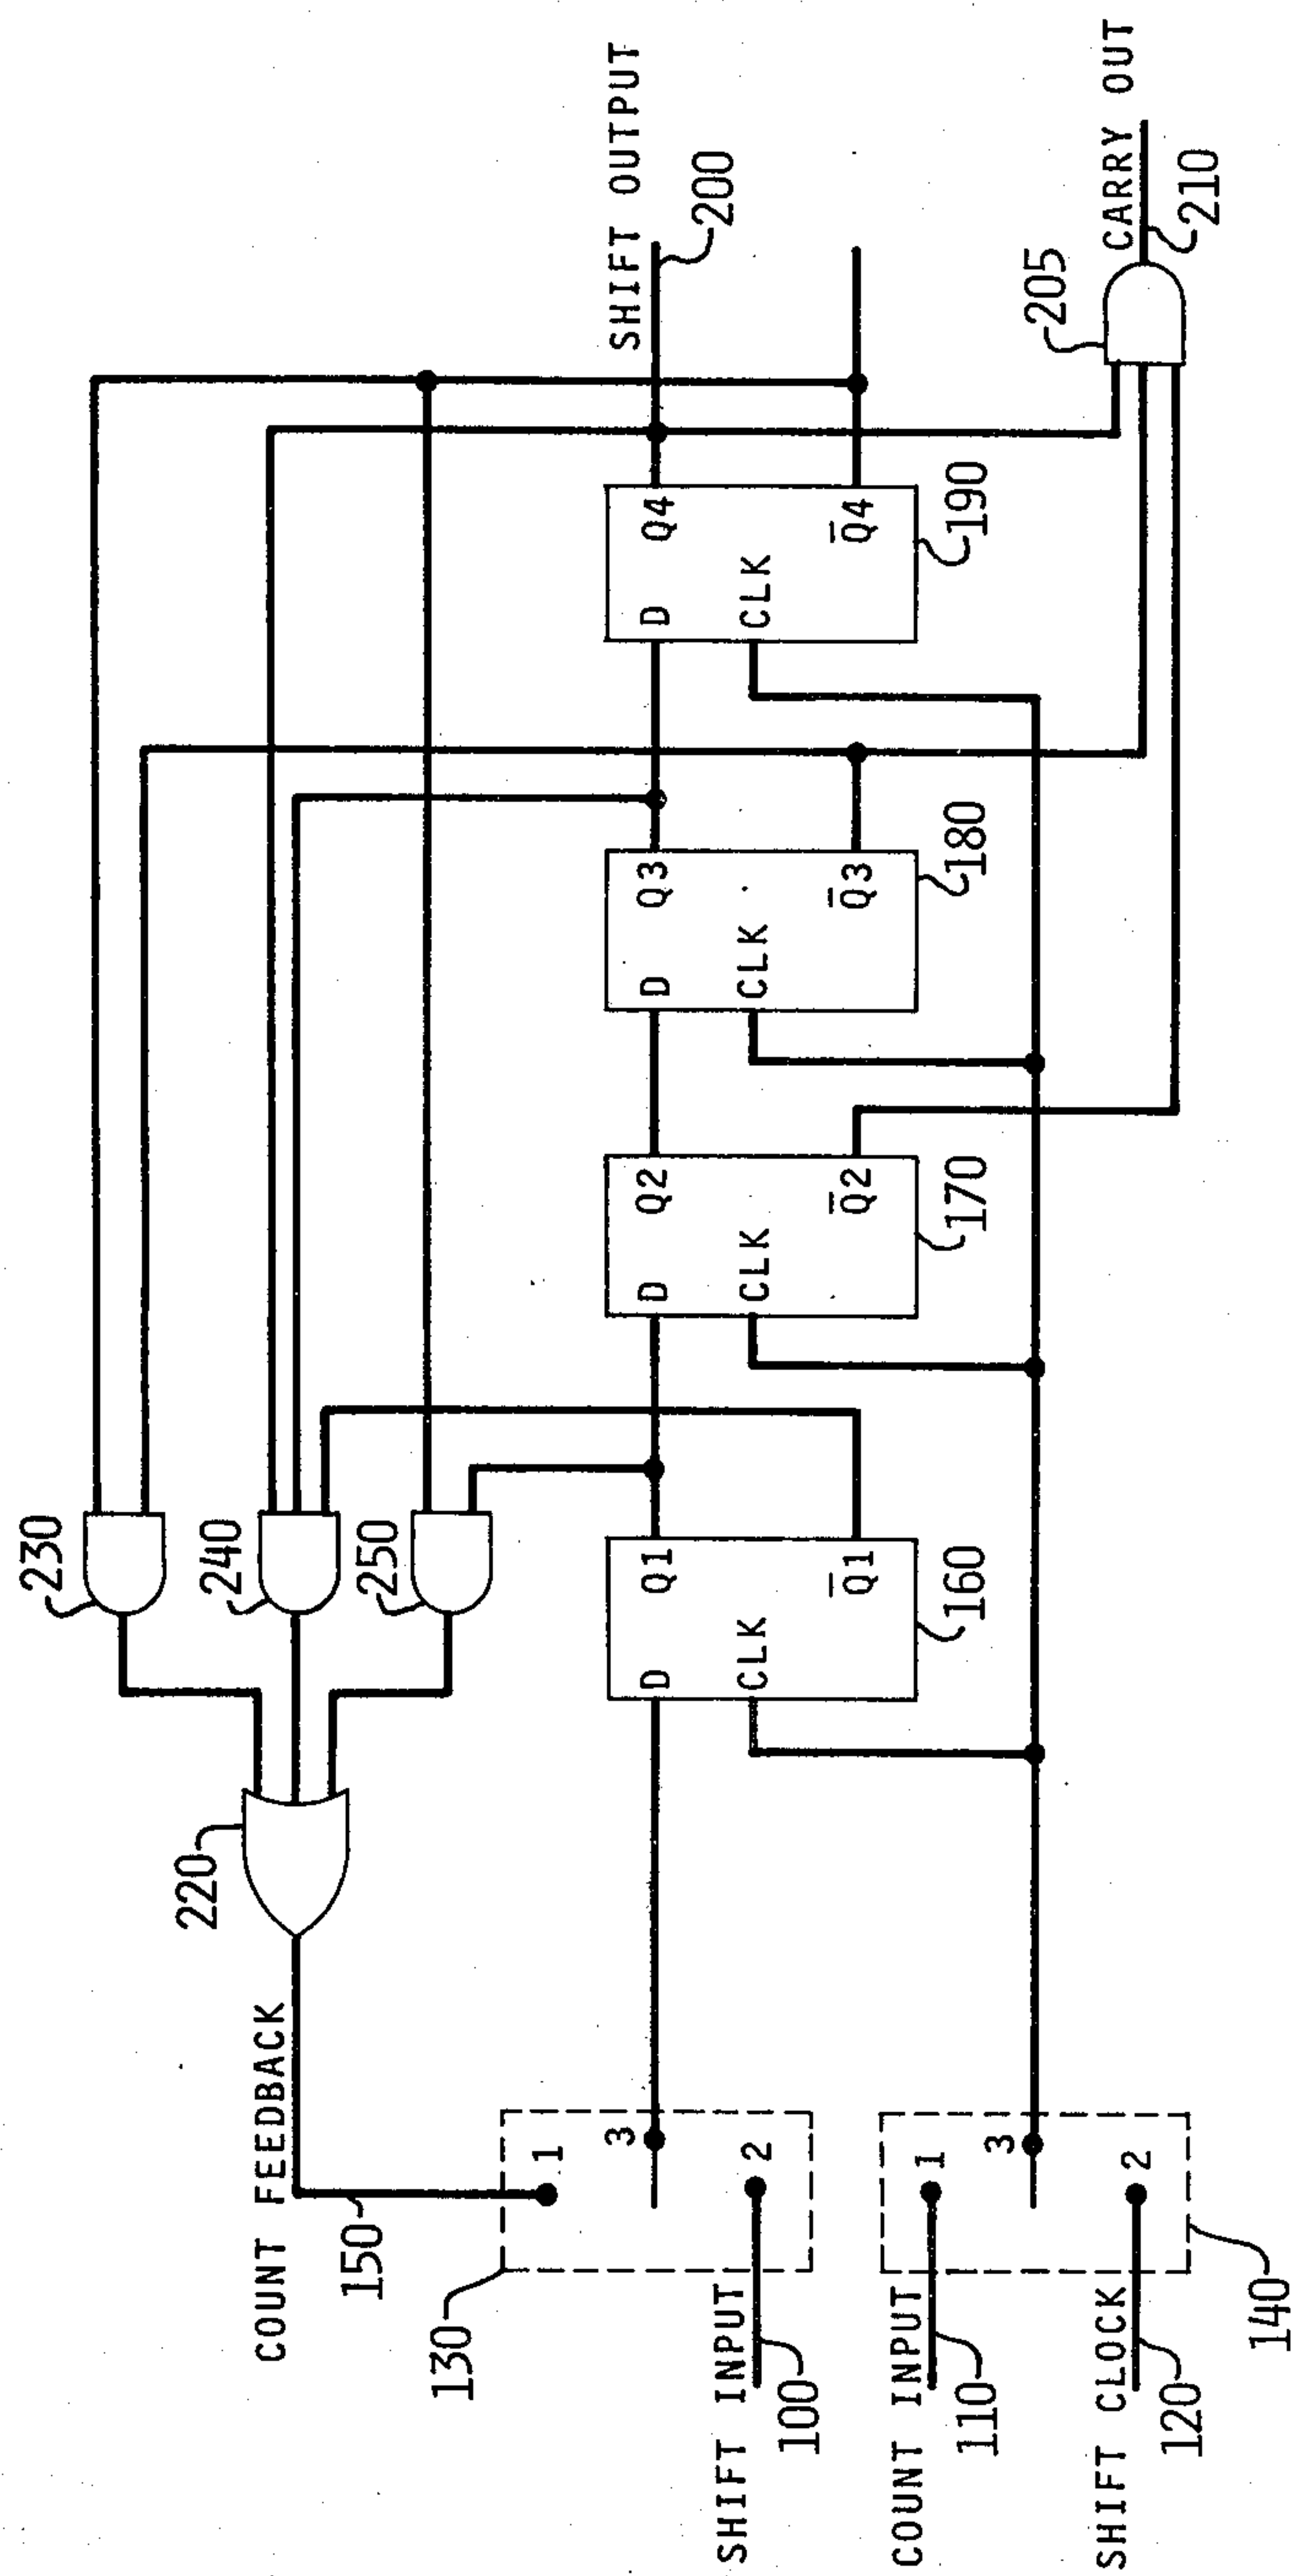 230
240
250
220
COUNT FEEDBACK
150
130
1
3
2
SHIFT INPUT
100
COUNT INPUT
110
SHIFT CLOCK
120
1
3
2
140
D
Q1
CLK
Q̅1
160
D
Q2
CLK
Q̅2
170
D
Q3
CLK
Q̅3
180
D
Q4
CLK
Q̅4
190
SHIFT OUTPUT
200
205
CARRY OUT
210